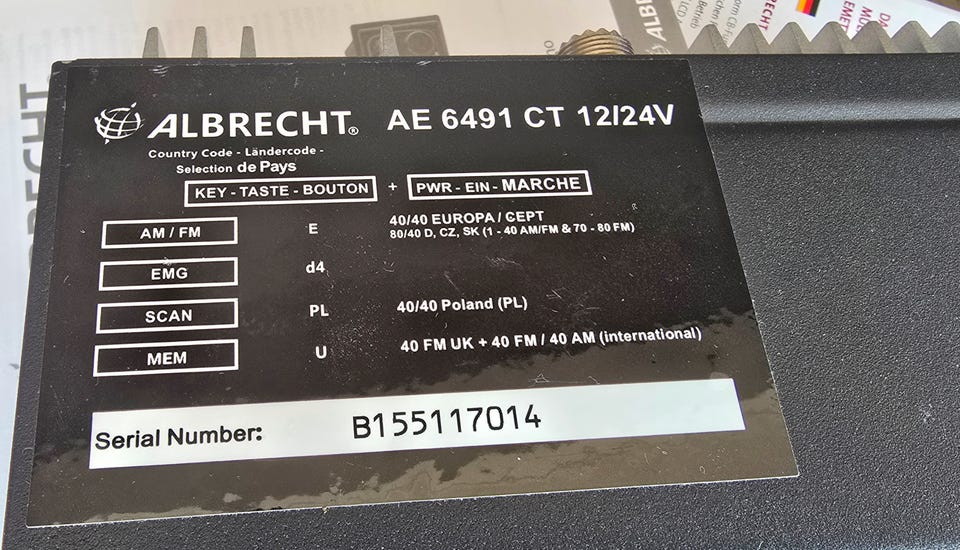 ALBRECHT® AE 6491 CT 12/24V
Country Code - Ländercode -
Selection de Pays
KEY - TASTE - BOUTON + PWR - EIN - MARCHE
AM / FM E 40/40 EUROPA / CEPT
80/40 D, CZ, SK (1 - 40 AM/FM & 70 - 80 FM)
EMG d4
SCAN PL 40/40 Poland (PL)
MEM U 40 FM UK + 40 FM / 40 AM (international)
Serial Number: B155117014